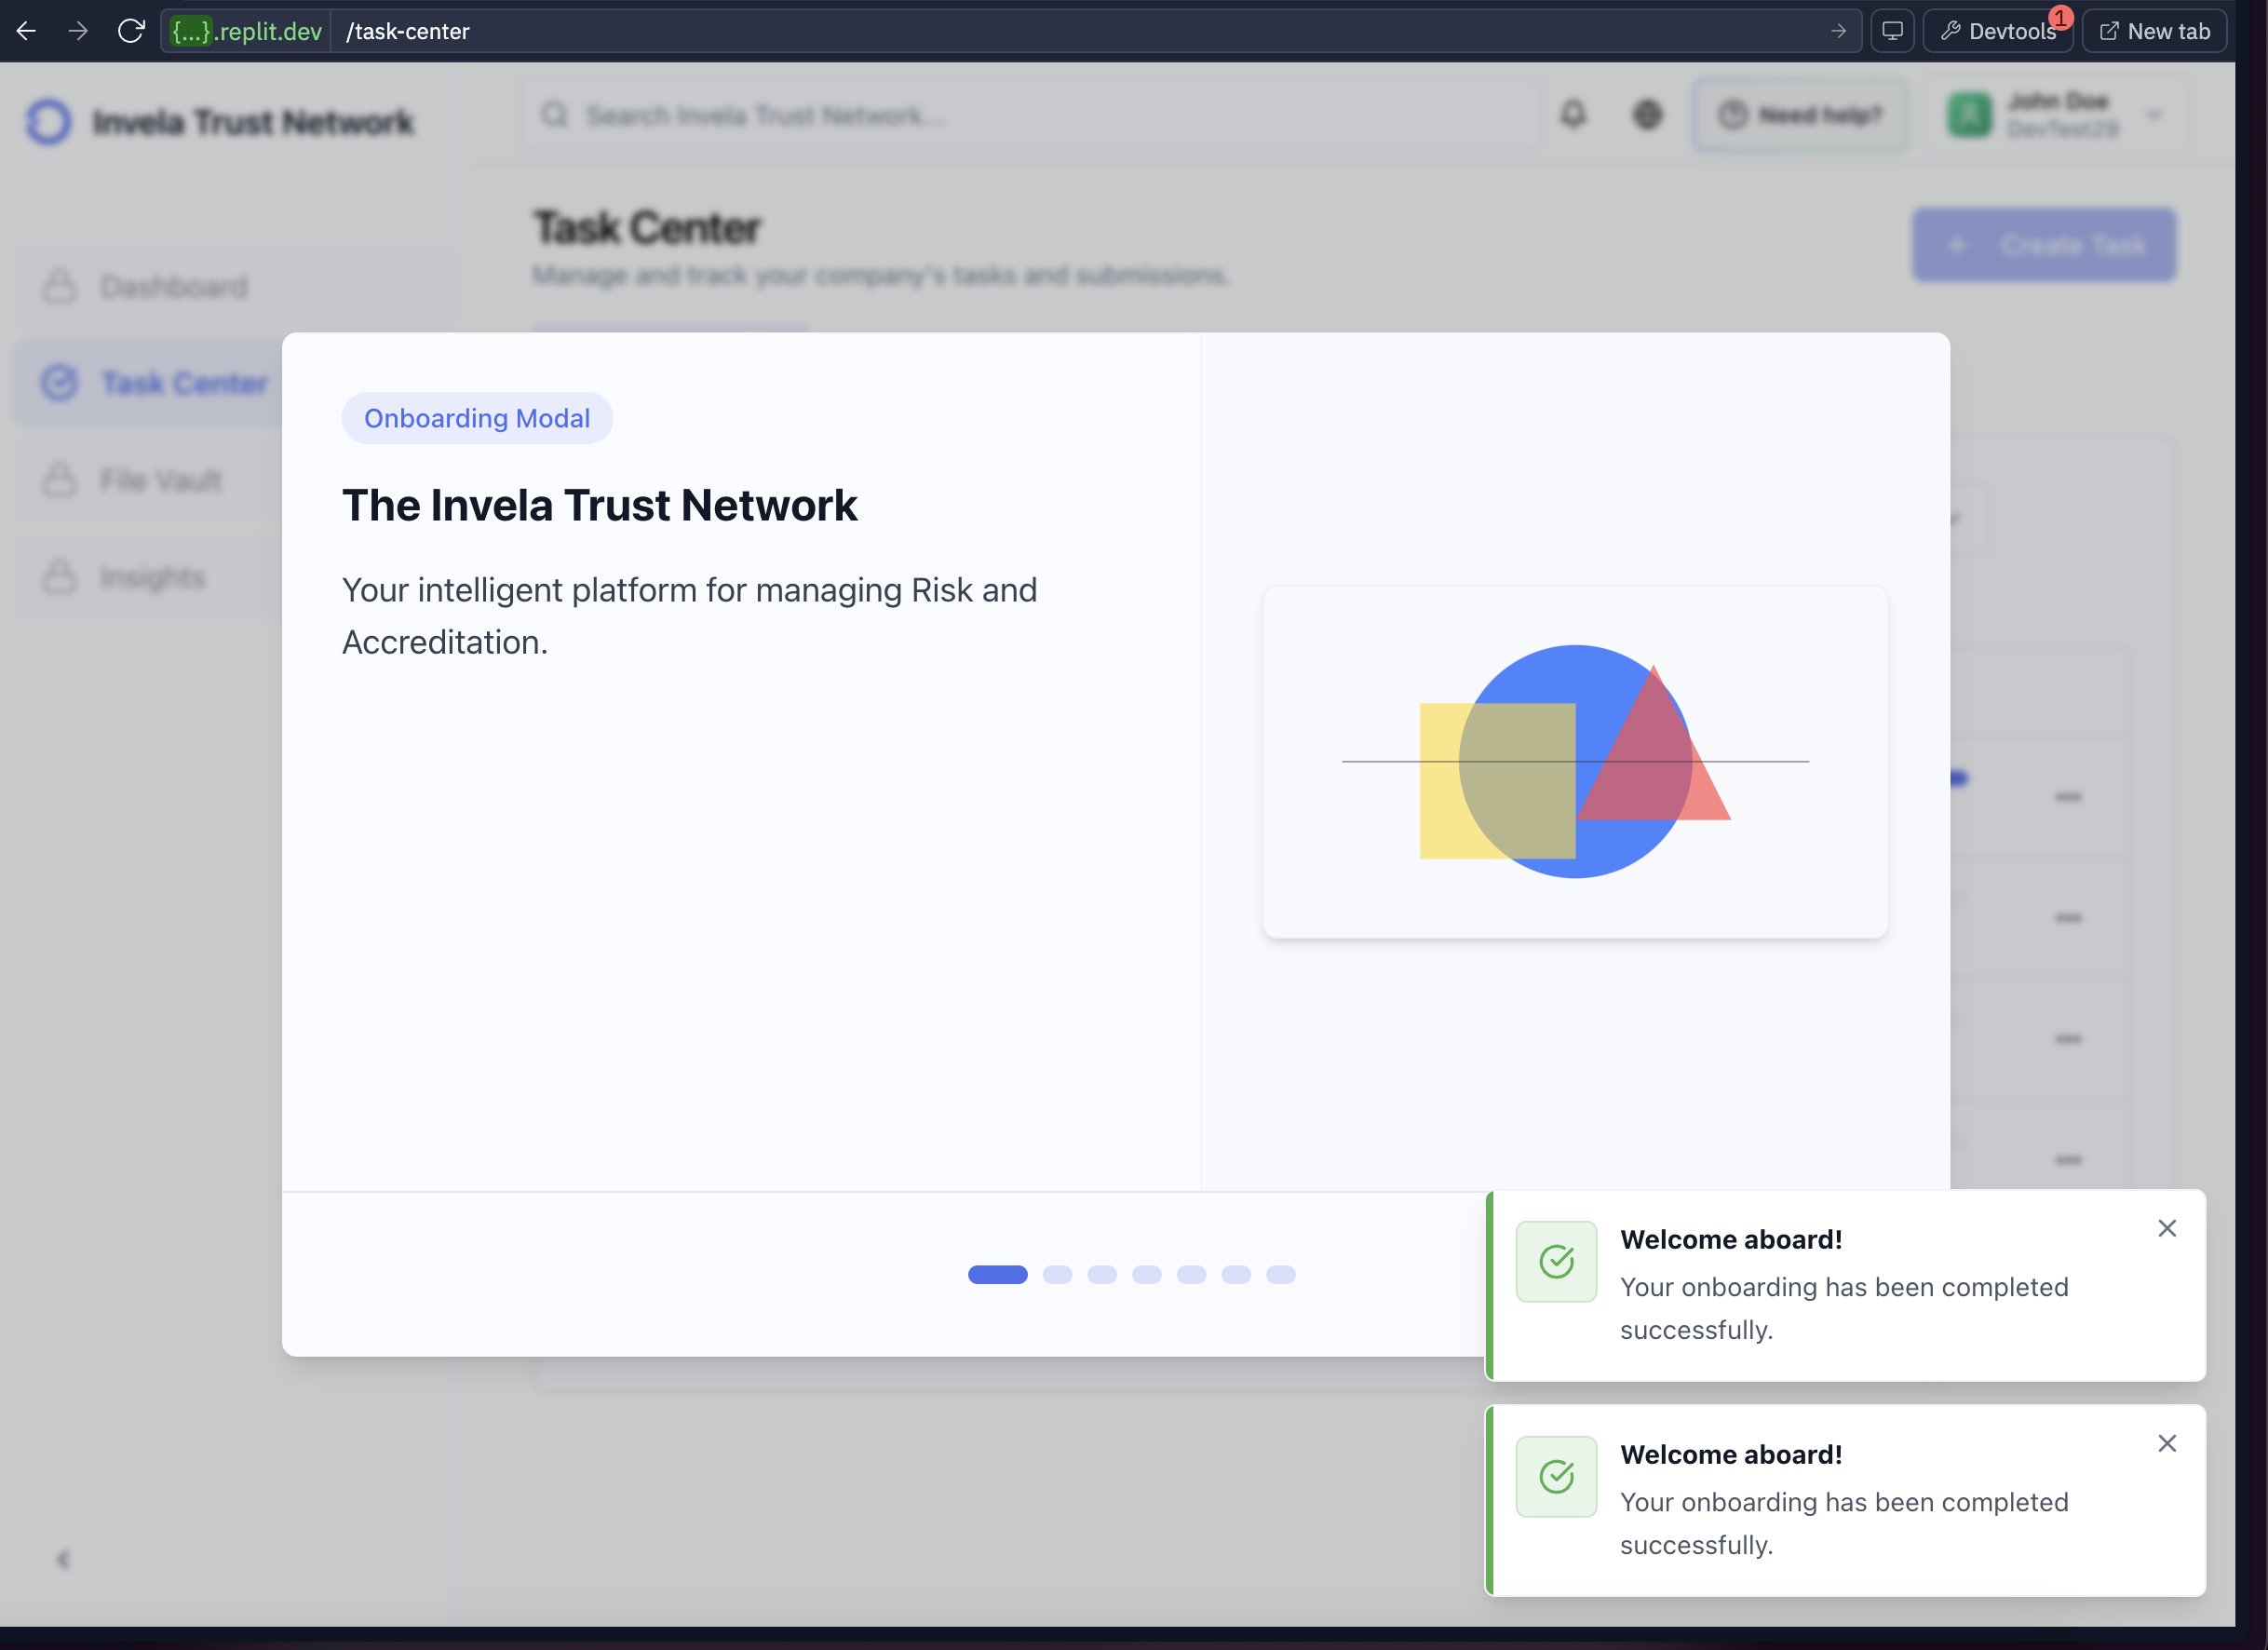 {...}.replit.dev /task-center
Devtools 1
New tab
Invela Trust Network
Search Invela Trust Network...
Need help?
John Doe
DevTest29
Task Center
Manage and track your company's tasks and submissions.
Create Task
Dashboard
Task Center
File Vault
Insights
Onboarding Modal
The Invela Trust Network
Your intelligent platform for managing Risk and
Accreditation.
Welcome aboard!
Your onboarding has been completed
successfully.
Welcome aboard!
Your onboarding has been completed
successfully.